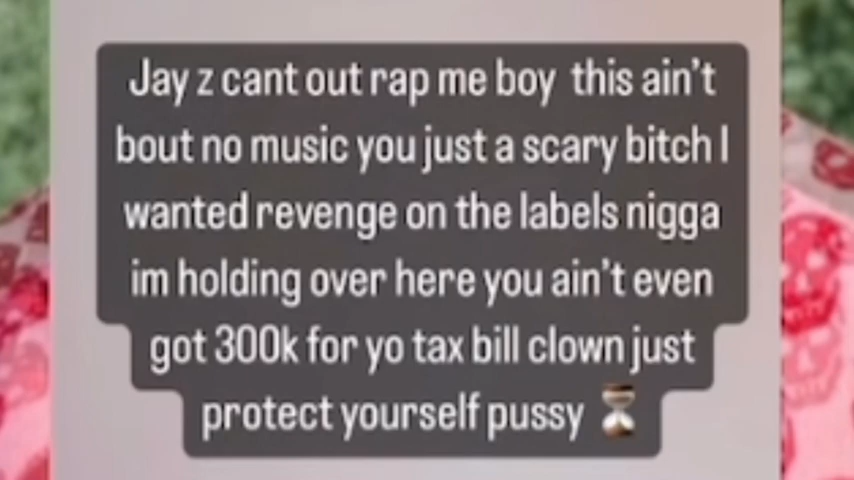 Jay z cant out rap me boy  this ain't
bout no music you just a scary bitch I
wanted revenge on the labels nigga
im holding over here you ain't even
got 300k for yo tax bill clown just
protect yourself pussy ⏳